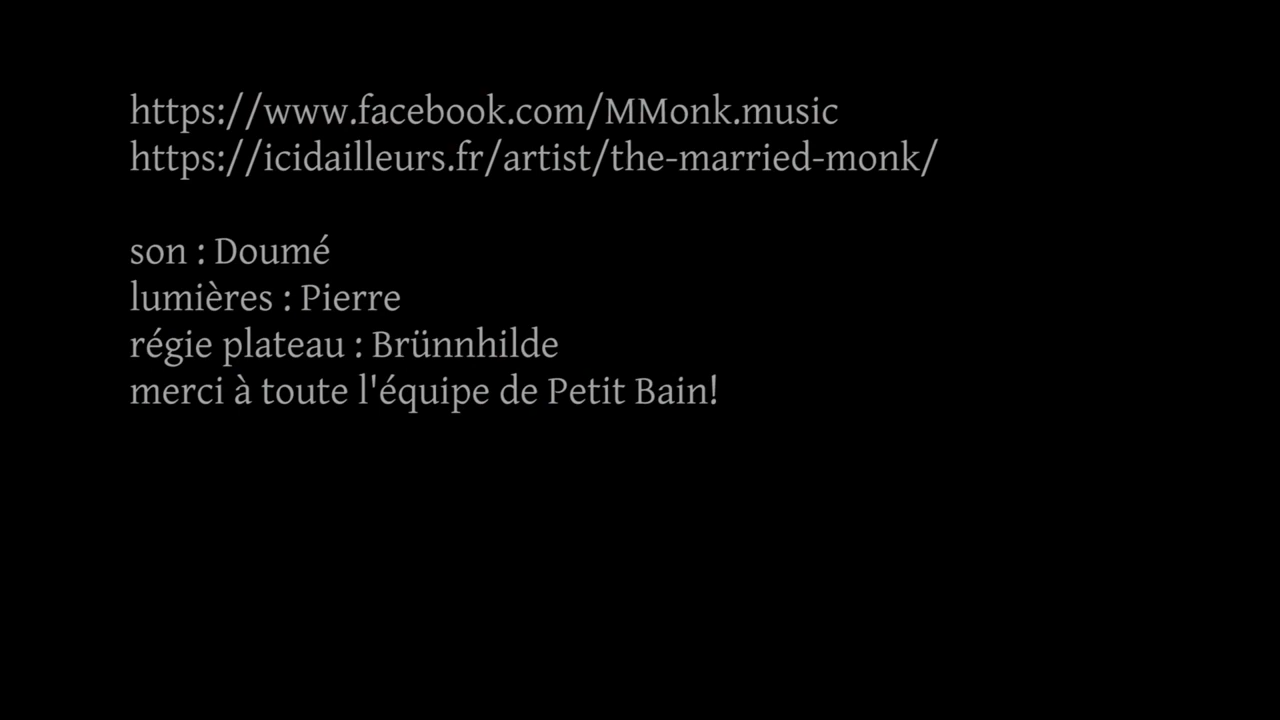 https://www.facebook.com/MMonk.music
https://icidailleurs.fr/artist/the-married-monk/
son : Doumé
lumières : Pierre
régie plateau : Brünnhilde
merci à toute l'équipe de Petit Bain!